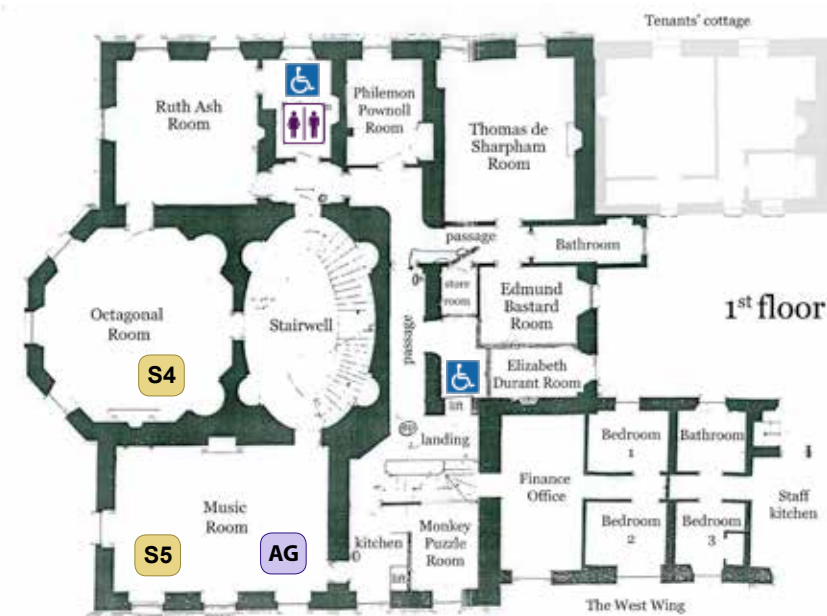 Tenants' cottage
Ruth Ash
Room
Philemon
Pownoll
Room
Thomas de
Sharpham
Room
passage
Bathroom
store
room
Edmund
Bastard
Room
1st floor
Octagonal
Room
Stairwell
passage
S4
Elizabeth
Durant Room
lift
landing
Bedroom
1
Bathroom
Finance
Office
Staff
kitchen
Music
Room
Bedroom
2
Bedroom
3
kitchen
Monkey
Puzzle
Room
S5
AG
lift
The West Wing